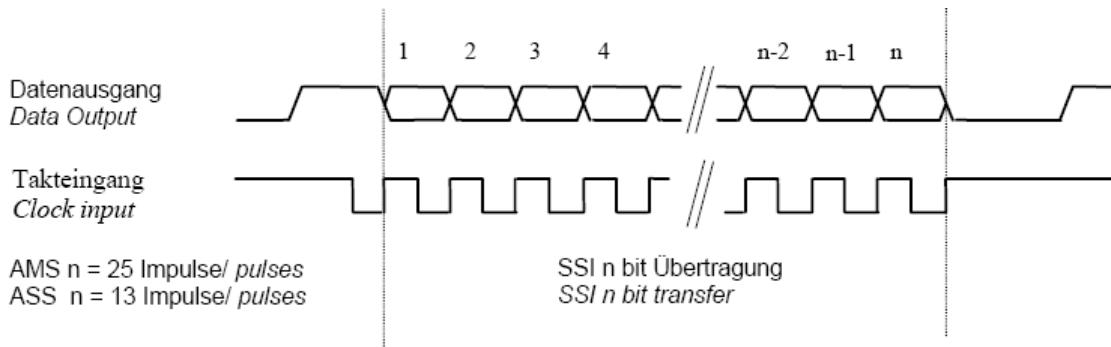 1 2 3 4 n-2 n-1 n
Datenausgang
Data Output
Takteingang
Clock input
AMS n = 25 Impulse/ pulses
ASS n = 13 Impulse/ pulses
SSI n bit Übertragung
SSI n bit transfer